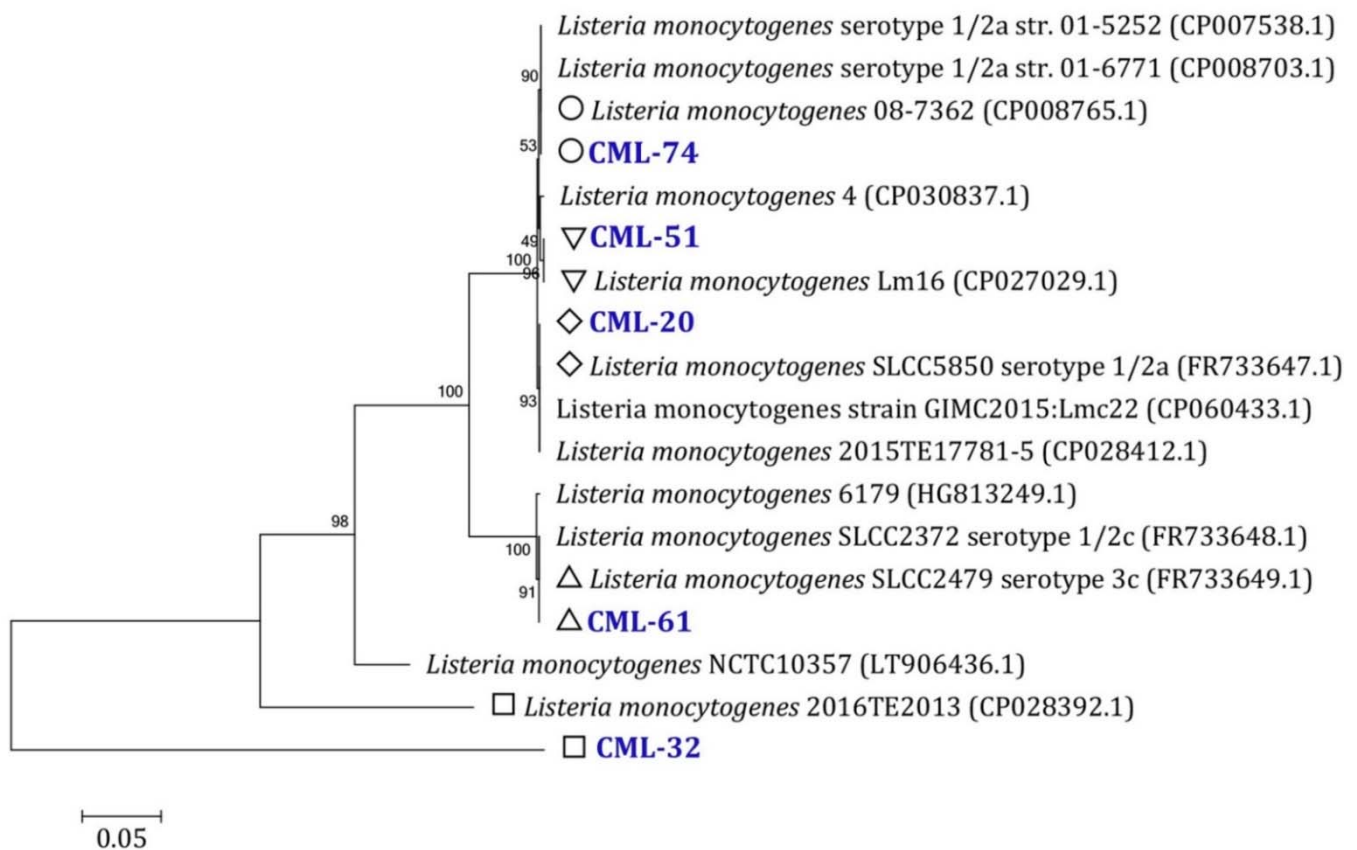 Listeria monocytogenes serotype 1/2a str. 01-5252 (CP007538.1)
Listeria monocytogenes serotype 1/2a str. 01-6771 (CP008703.1)
90
Listeria monocytogenes 08-7362 (CP008765.1)
53
CML-74
Listeria monocytogenes 4 (CP030837.1)
49
CML-51
100
96
Listeria monocytogenes Lm16 (CP027029.1)
CML-20
Listeria monocytogenes SLCC5850 serotype 1/2a (FR733647.1)
100
93
Listeria monocytogenes strain GIMC2015:Lmc22 (CP060433.1)
Listeria monocytogenes 2015TE17781-5 (CP028412.1)
Listeria monocytogenes 6179 (HG813249.1)
98
Listeria monocytogenes SLCC2372 serotype 1/2c (FR733648.1)
100
Listeria monocytogenes SLCC2479 serotype 3c (FR733649.1)
91
CML-61
Listeria monocytogenes NCTC10357 (LT906436.1)
Listeria monocytogenes 2016TE2013 (CP028392.1)
CML-32
0.05